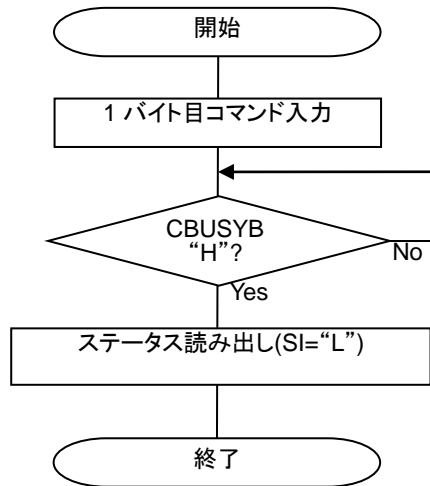 開始
1 バイト目コマンド入力
CBUSYB
“H”?
No
Yes
ステータス読み出し(SI=“L”)
終了